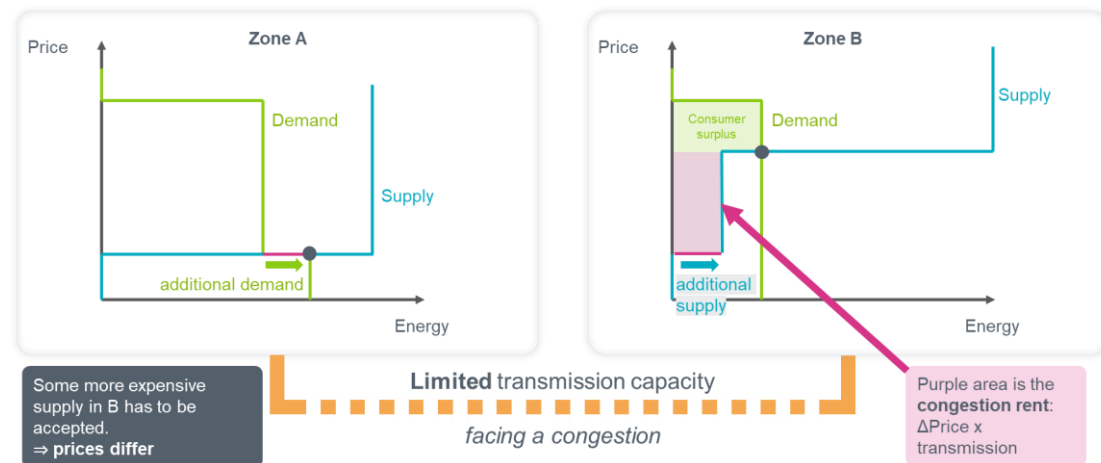 Zone A
Price
Demand
Supply
additional demand
Energy
Zone B
Price
Supply
Consumer
surplus
Demand
additional
supply
Energy
Some more expensive
supply in B has to be
accepted.
⇒ prices differ
Limited transmission capacity
facing a congestion
Purple area is the
congestion rent:
ΔPrice x
transmission